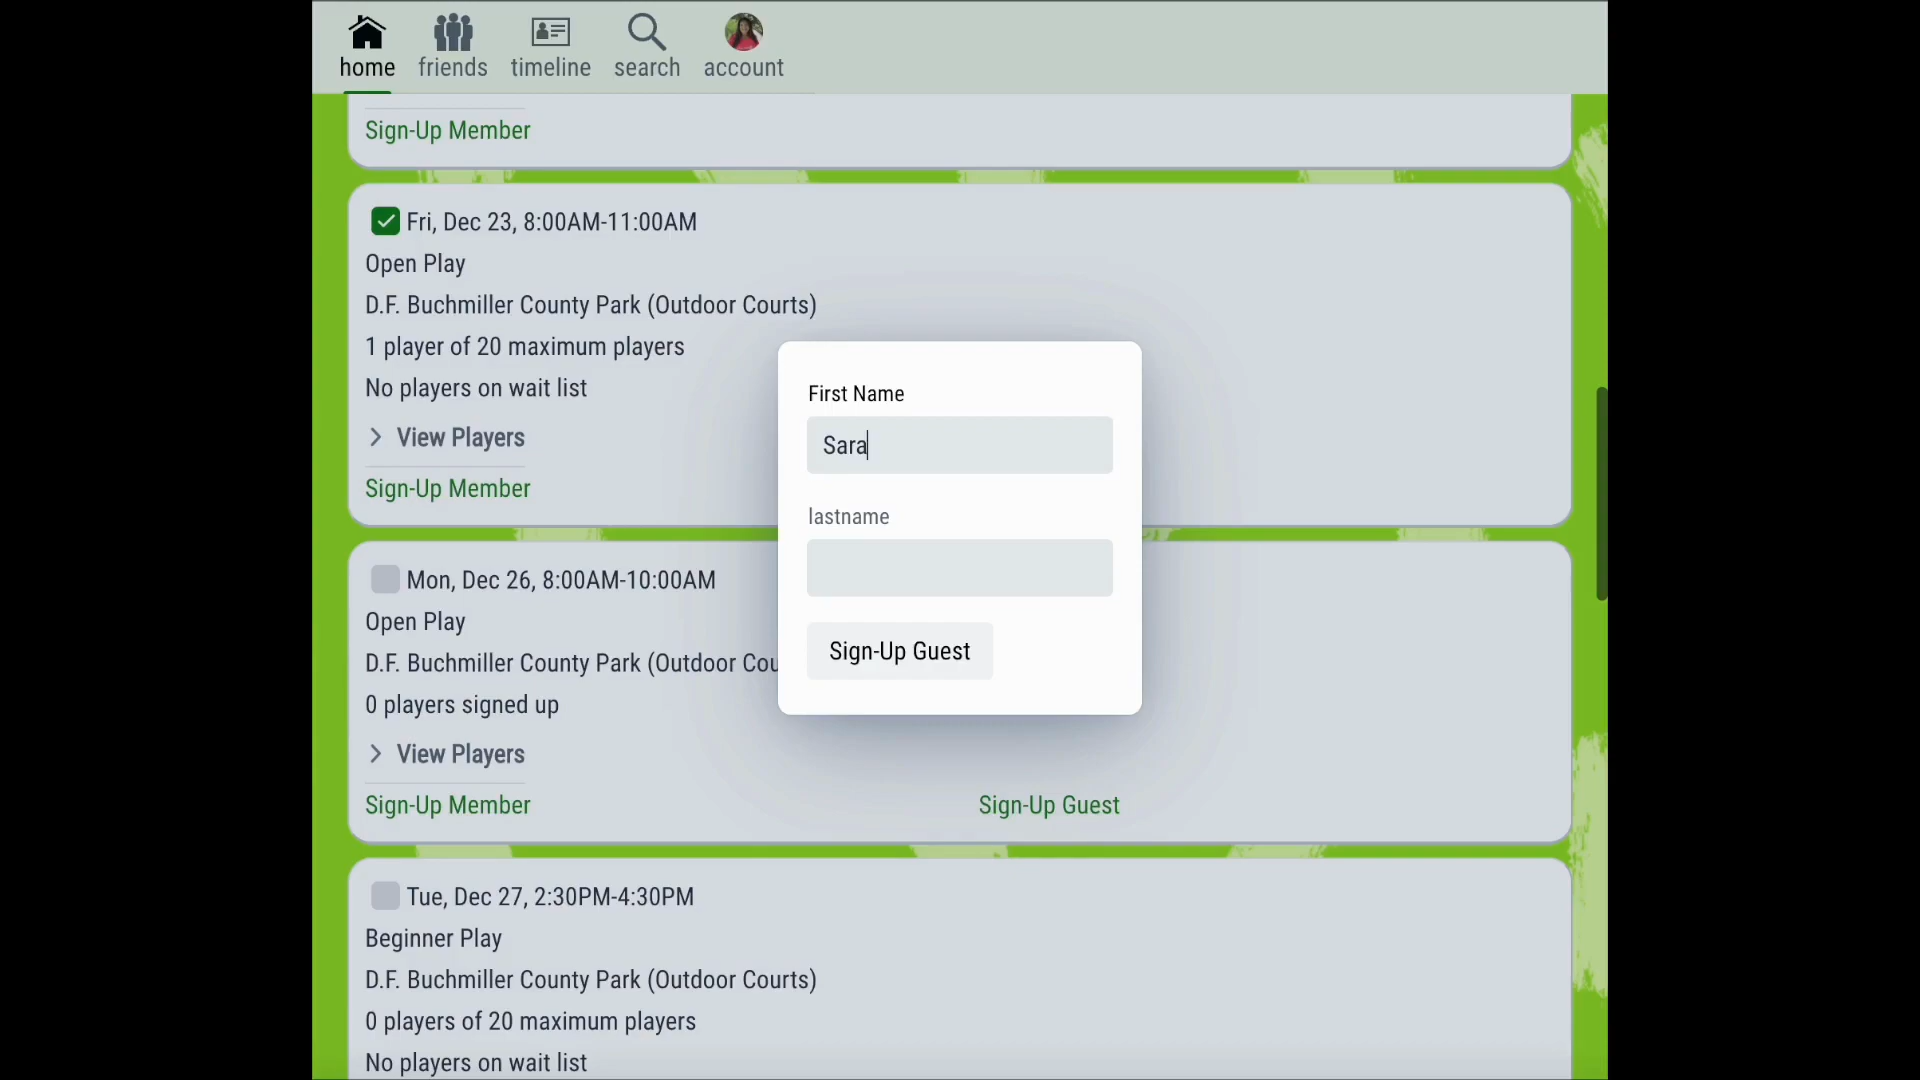 home friends timeline search account
Sign-Up Member
Fri, Dec 23, 8:00AM-11:00AM
Open Play
D.F. Buchmiller County Park (Outdoor Courts)
1 player of 20 maximum players
No players on wait list
View Players
Sign-Up Member
First Name
Sara
lastname
Sign-Up Guest
Mon, Dec 26, 8:00AM-10:00AM
Open Play
D.F. Buchmiller County Park (Outdoor
0 players signed up
View Players
Sign-Up Member Sign-Up Guest
Tue, Dec 27, 2:30PM-4:30PM
Beginner Play
D.F. Buchmiller County Park (Outdoor Courts)
0 players of 20 maximum players
No players on wait list